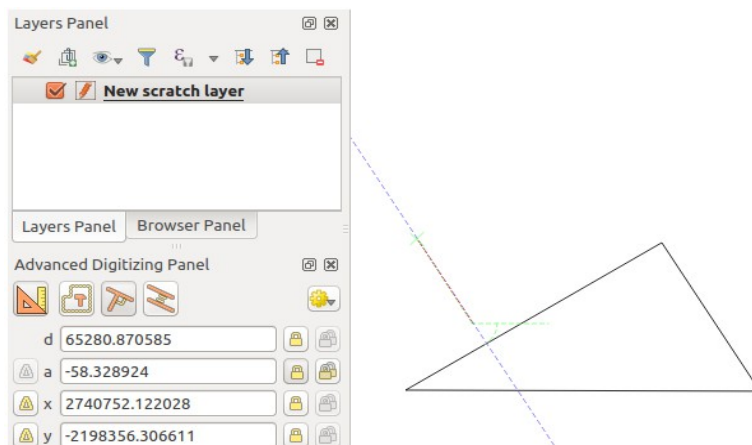 Layers Panel
New scratch layer
Layers Panel Browser Panel
Advanced Digitizing Panel
d 65280.870585
a -58.328924
x 2740752.122028
y -2198356.306611